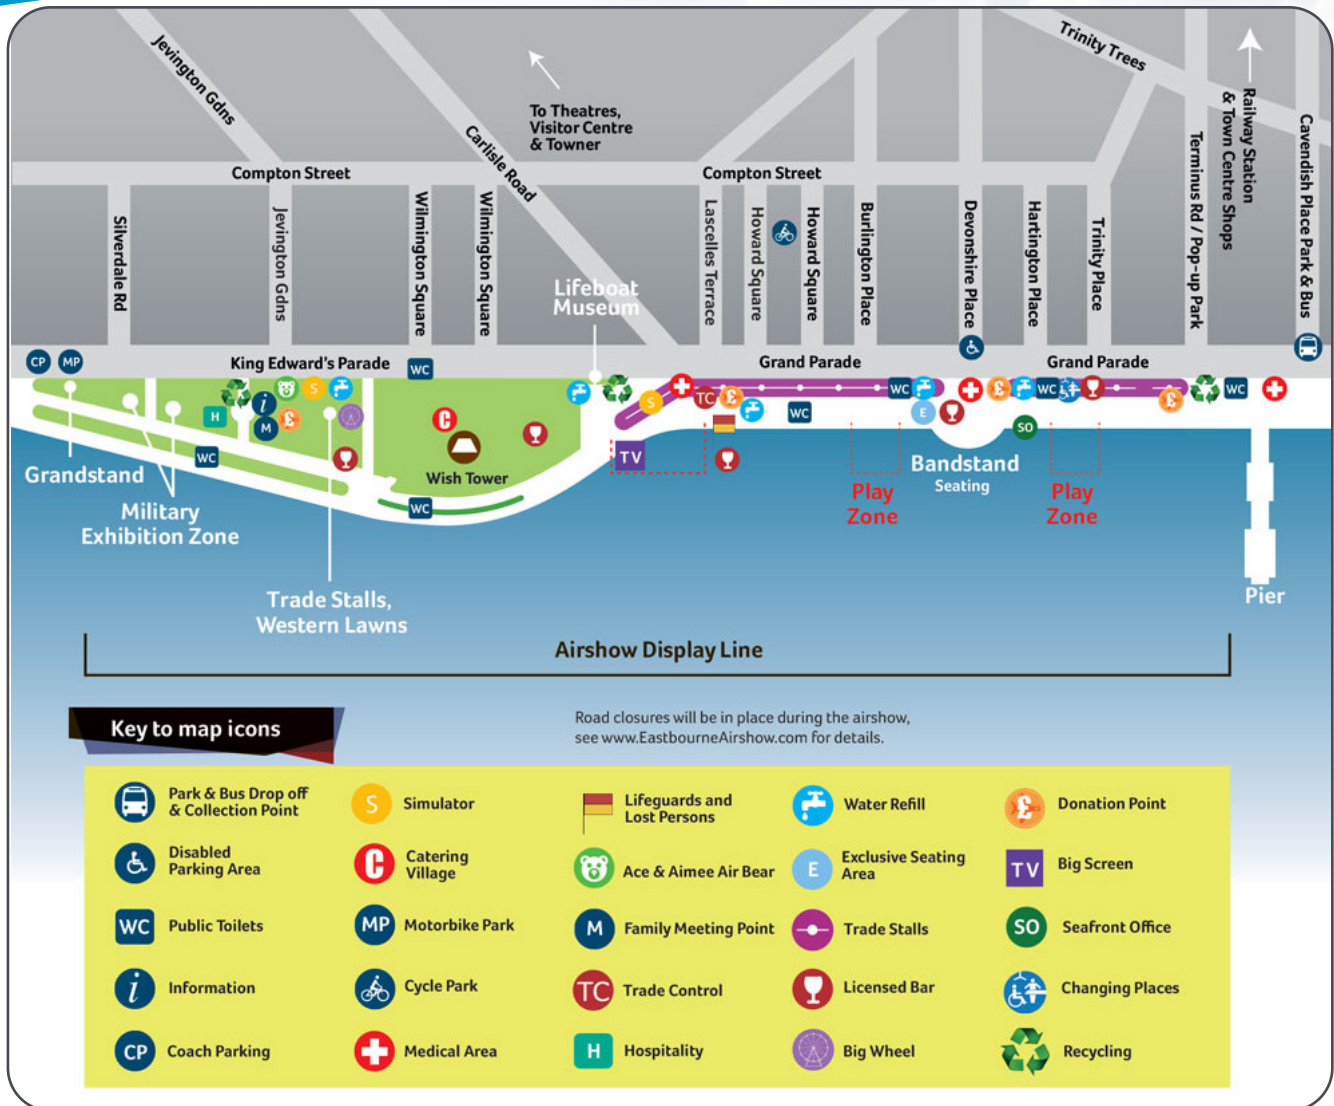 Jevington Gdns
Trinity Trees
To Theatres,
Visitor Centre
& Towner
Carlisle Road
Railway Station
& Town Centre Shops
Cavendish Place Park & Bus
Compton Street
Compton Street
Silverdale Rd
Jevington Gdns
Wilmington Square
Wilmington Square
Lascelles Terrace
Howard Square
Howard Square
Burlington Place
Devonshire Place
Hartington Place
Trinity Place
Terminus Rd / Pop-up Park
Lifeboat
Museum
CP
MP
King Edward's Parade
WC
Grand Parade
Grand Parade
S
WC
WC
WC
H
i
£
M
C
S
TC
£
WC
E
£
£
SO
WC
TV
Wish Tower
WC
Grandstand
Military
Exhibition Zone
Bandstand
Seating
Play
Zone
Play
Zone
Trade Stalls,
Western Lawns
Pier
Airshow Display Line
Key to map icons
Road closures will be in place during the airshow,
see www.EastbourneAirshow.com for details.
Park & Bus Drop off
& Collection Point
S
Simulator
Lifeguards and
Lost Persons
Water Refill
£
Donation Point
Disabled
Parking Area
C
Catering
Village
Ace & Aimee Air Bear
E
Exclusive Seating
Area
TV
Big Screen
WC
Public Toilets
MP
Motorbike Park
M
Family Meeting Point
Trade Stalls
SO
Seafront Office
i
Information
Cycle Park
TC
Trade Control
Licensed Bar
Changing Places
CP
Coach Parking
Medical Area
H
Hospitality
Big Wheel
Recycling